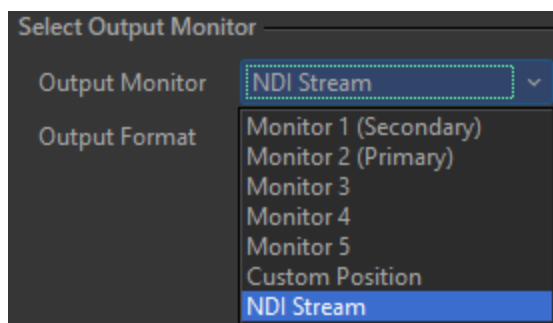 Select Output Monitor
Output Monitor NDI Stream
Output Format
Monitor 1 (Secondary)
Monitor 2 (Primary)
Monitor 3
Monitor 4
Monitor 5
Custom Position
NDI Stream